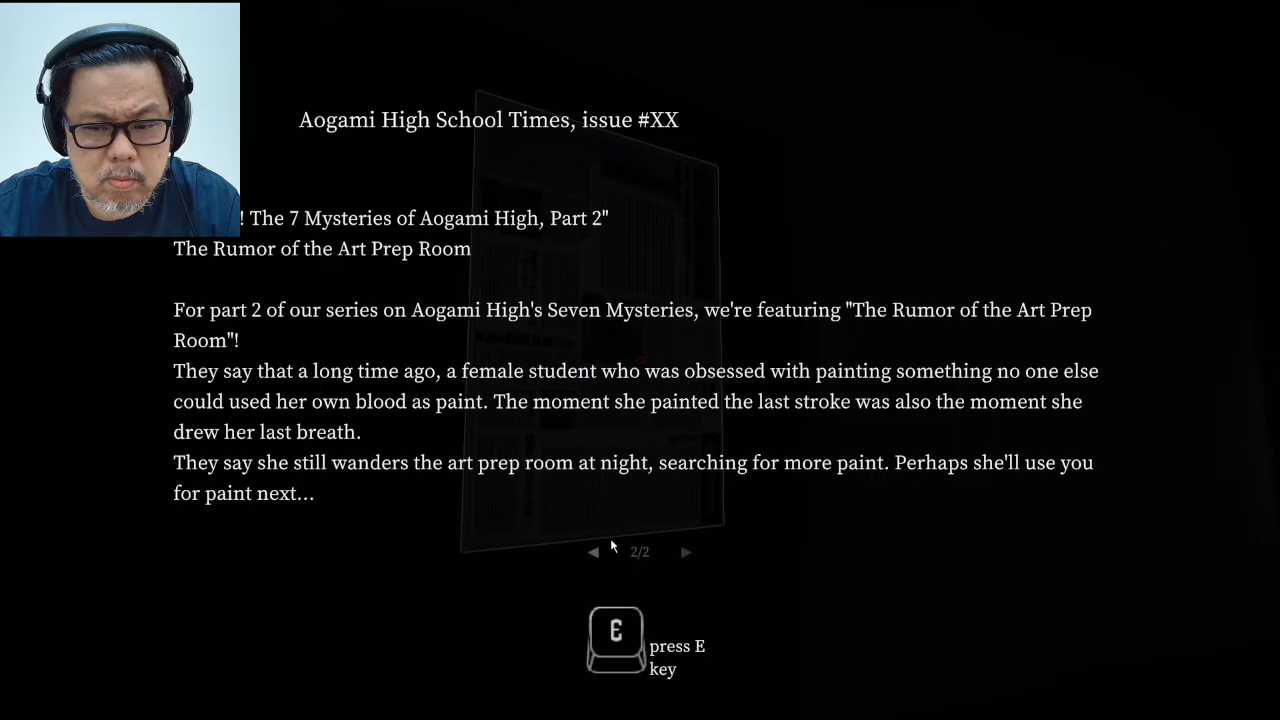 Aogami High School Times, issue #XX
! The 7 Mysteries of Aogami High, Part 2"
The Rumor of the Art Prep Room
For part 2 of our series on Aogami High's Seven Mysteries, we're featuring "The Rumor of the Art Prep
Room"!
They say that a long time ago, a female student who was obsessed with painting something no one else
could used her own blood as paint. The moment she painted the last stroke was also the moment she
drew her last breath.
They say she still wanders the art prep room at night, searching for more paint. Perhaps she'll use you
for paint next...
2/2
E
press E
key